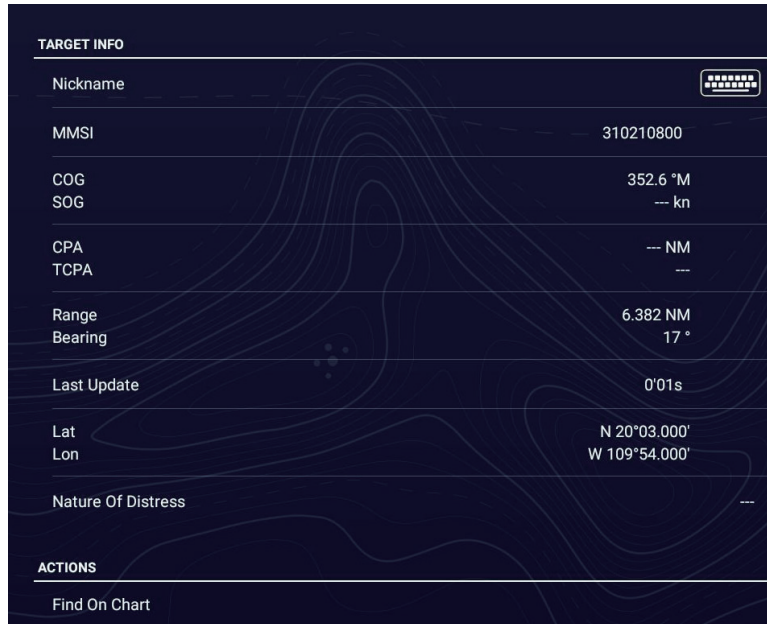 TARGET INFO
Nickname
MMSI 310210800
COG 352.6 °M
SOG --- kn
CPA --- NM
TCPA ---
Range 6.382 NM
Bearing 17 °
Last Update 0'01s
Lat N 20°03.000'
Lon W 109°54.000'
Nature Of Distress ---
ACTIONS
Find On Chart